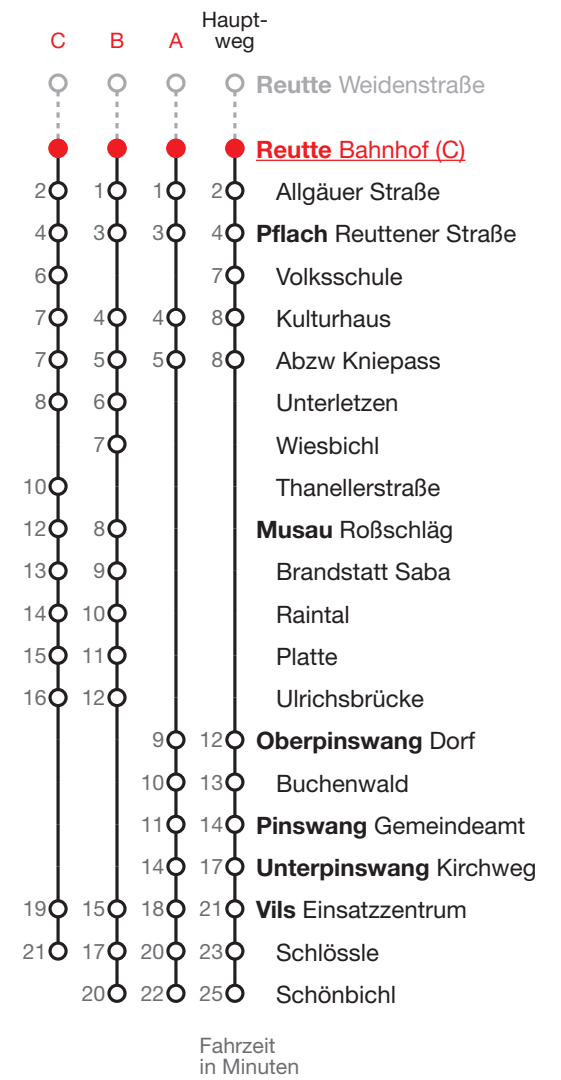 Haupt-
C B A weg
Reutte Weidenstraße
Reutte Bahnhof (C)
2 1 1 2 Allgäuer Straße
4 3 3 4 Pflach Reuttener Straße
6 7 Volksschule
7 4 4 8 Kulturhaus
7 5 5 8 Abzw Kniepass
8 6 Unterletzen
7 Wiesbichl
10 Thanellerstraße
12 8 Musau Roßschläg
13 9 Brandstatt Saba
14 10 Raintal
15 11 Platte
16 12 Ulrichsbrücke
9 12 Oberpinswang Dorf
10 13 Buchenwald
11 14 Pinswang Gemeindeamt
14 17 Unterpinswang Kirchweg
19 15 18 21 Vils Einsatzzentrum
21 17 20 23 Schlössle
20 22 25 Schönbichl
Fahrzeit
in Minuten